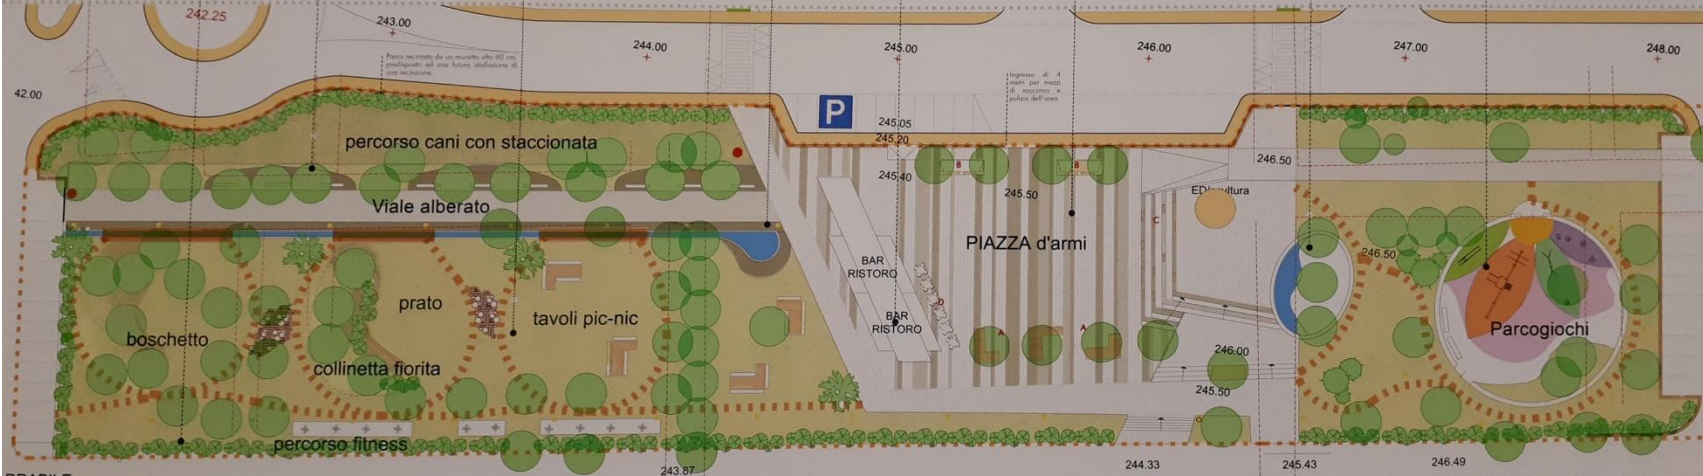 242.25
243.00
244.00
245.00
246.00
247.00
248.00
Parco recintato da un muretto alto 60 cm,
predisposto ad una futura installazione di
una recinzione.
Ingresso di 4
metri per mezzi
di soccorso e
pulizia dell'area
42.00
P
245.05
245.20
percorso cani con staccionata
245.40
B
B
245.50
246.50
Viale alberato
C
PIAZZA d'armi
246.50
BAR
RISTORO
prato
tavoli pic-nic
D
boschetto
BAR
RISTORO
A
A
Parcogiochi
collinetta fiorita
246.00
245.50
percorso fitness
243.87
244.33
245.43
246.49